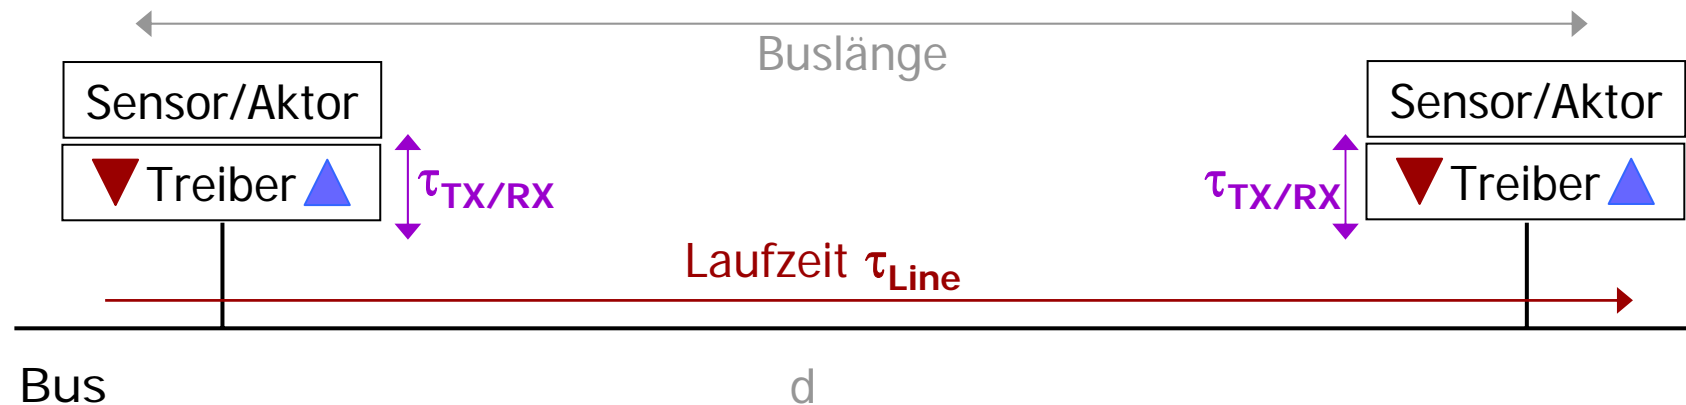 Buslänge
Sensor/Aktor
Sensor/Aktor
Treiber
τTX/RX
τTX/RX
Treiber
Laufzeit τLine
Bus
d